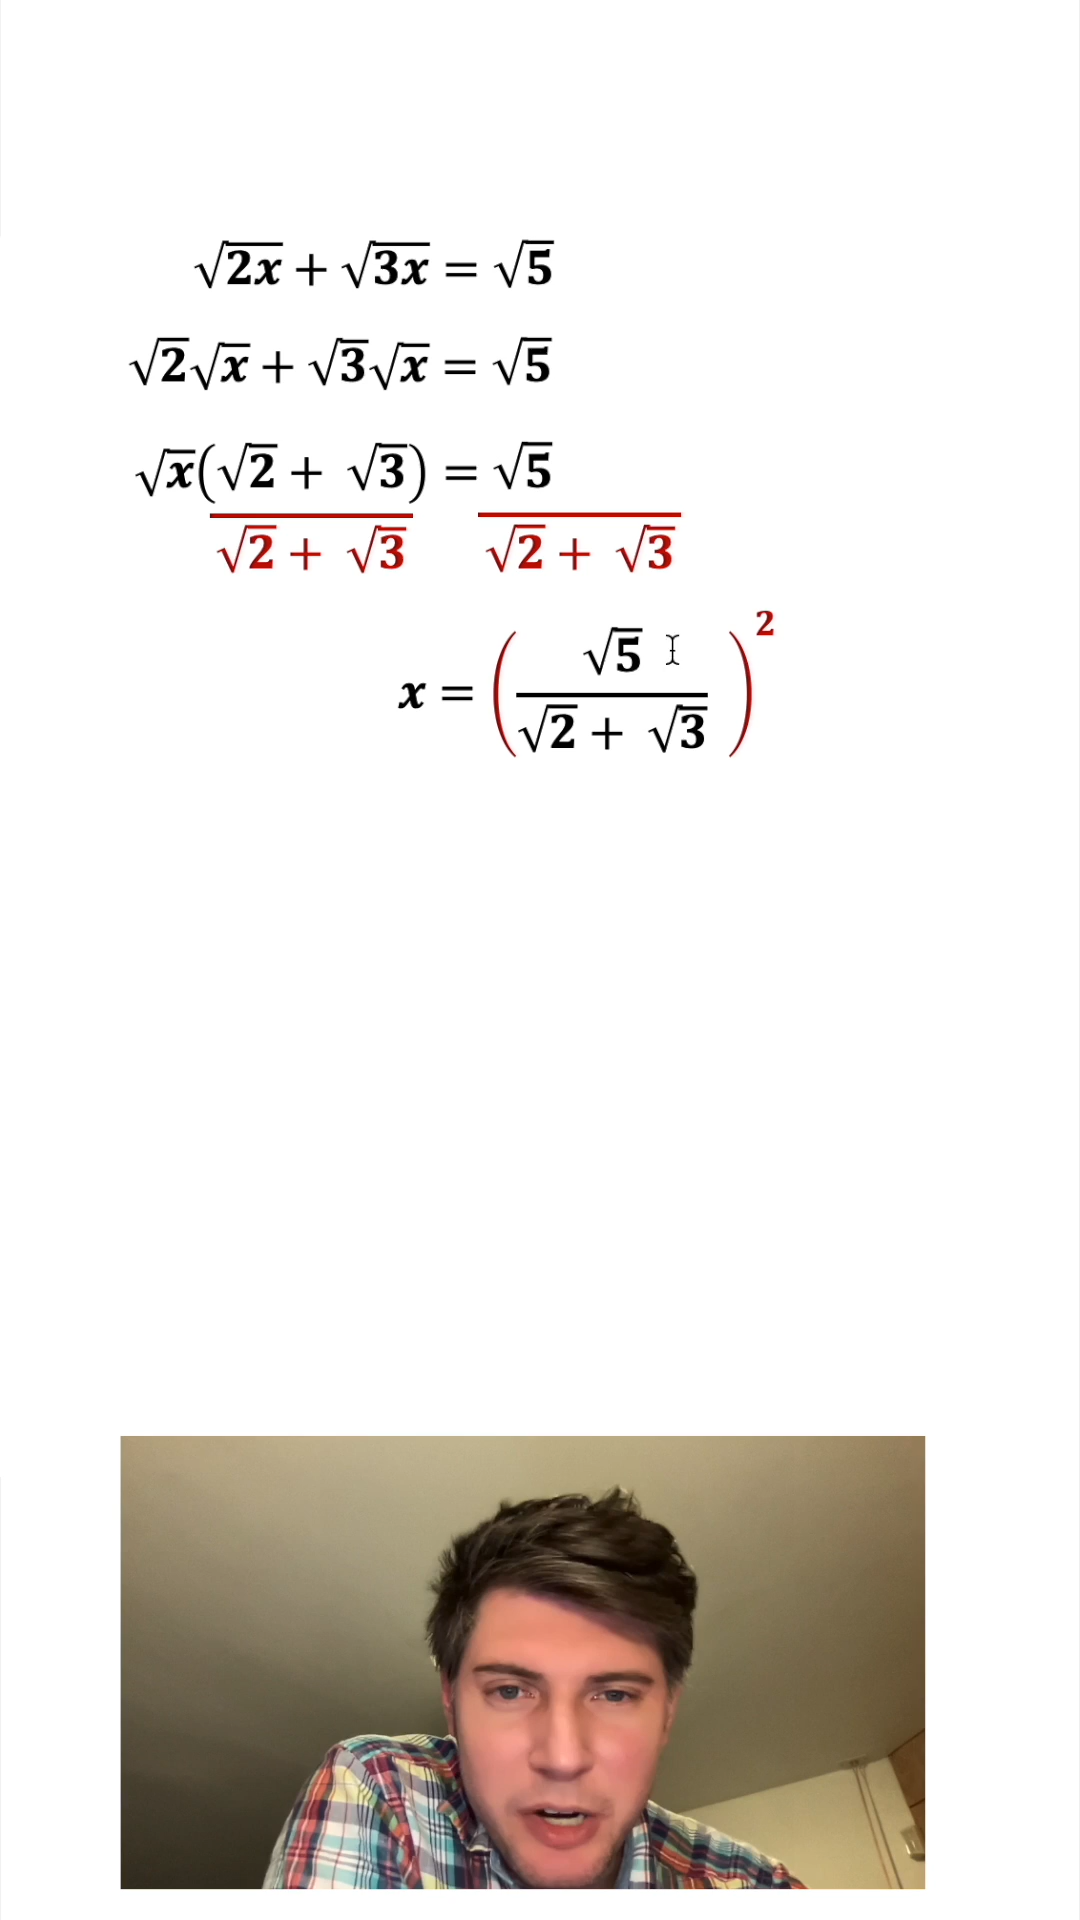 √2x + √3x = √5
√2√x + √3√x = √5
√x(√2 + √3) = √5
√2 + √3 √2 + √3
x = (√5 / √2 + √3)²